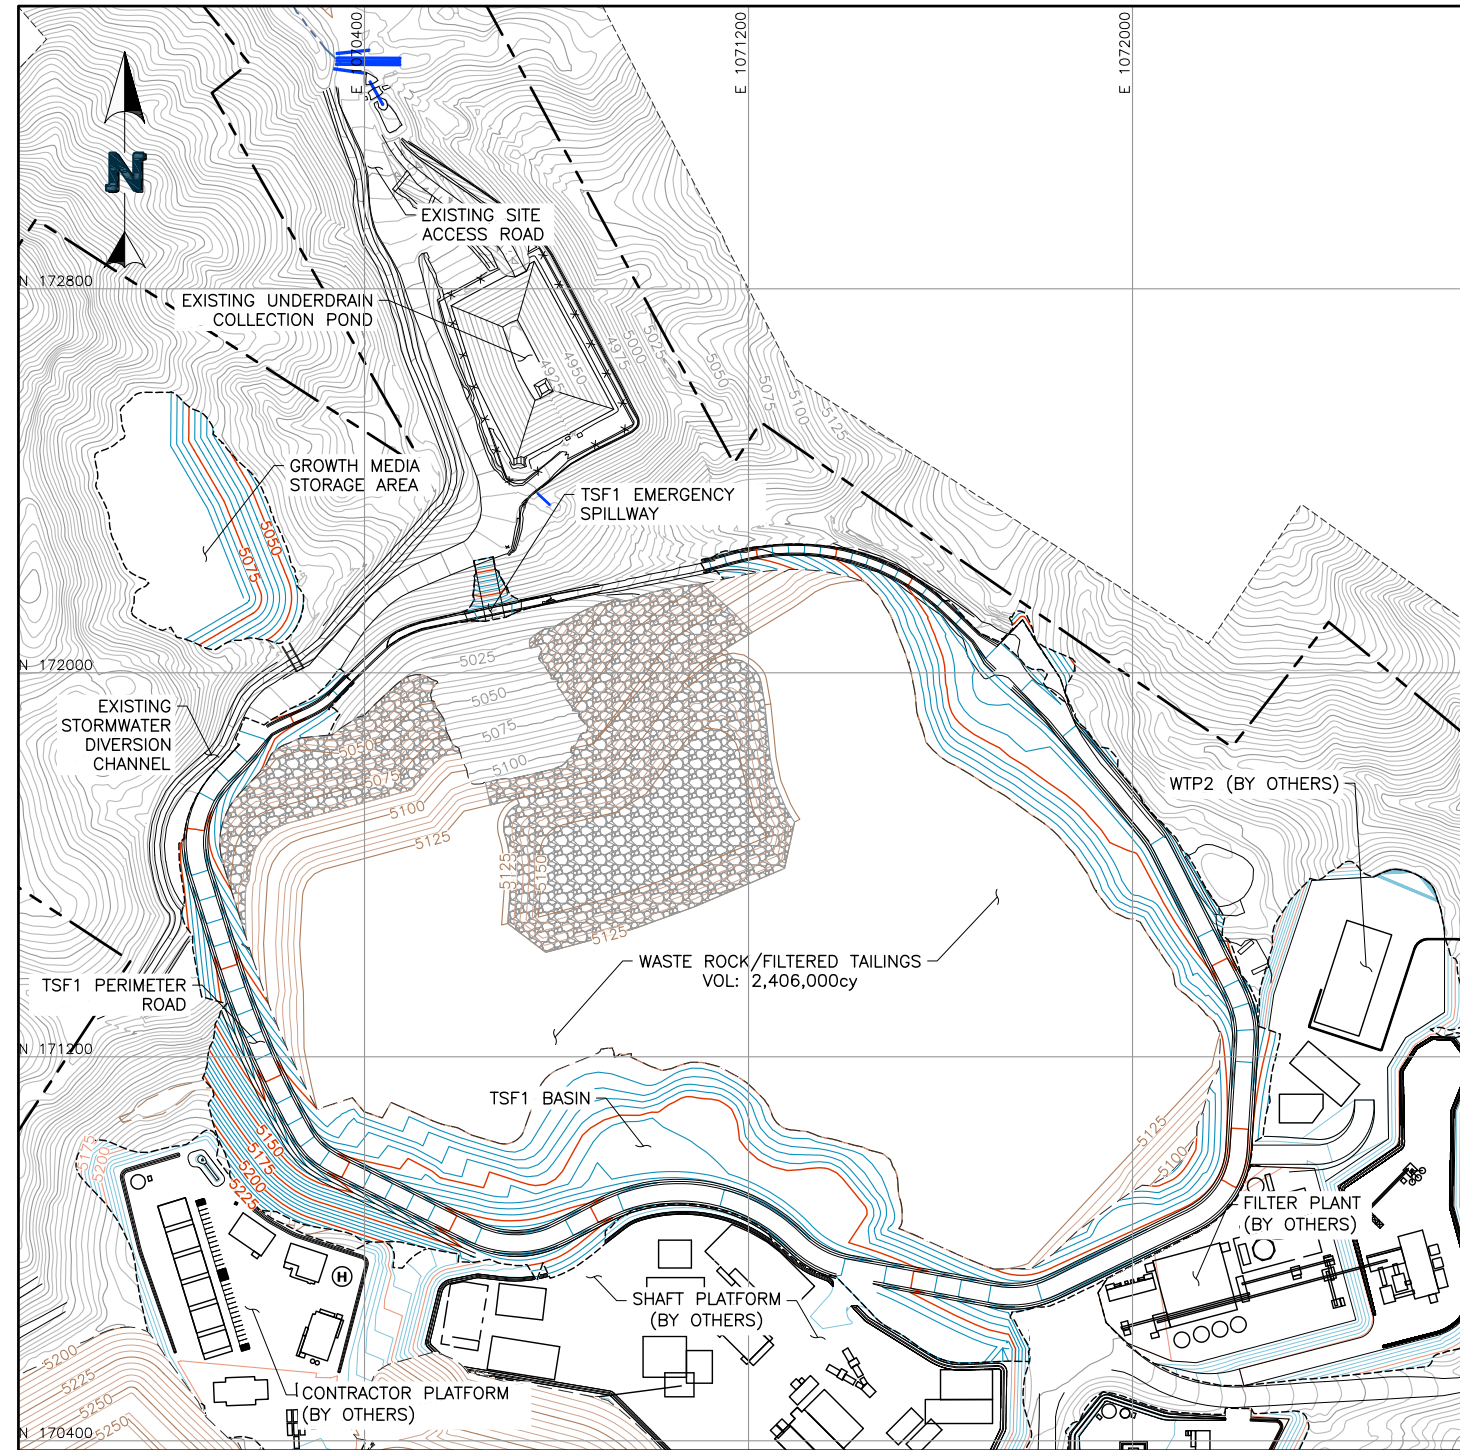 E 1070400
E 1071200
E 1072000
N
EXISTING SITE
ACCESS ROAD
N 172800
EXISTING UNDERDRAIN
COLLECTION POND
4925
4950
4975
5000
5025
5050
5075
5100
5125
GROWTH MEDIA
STORAGE AREA
5050
5075
TSF1 EMERGENCY
SPILLWAY
N 172000
5025
5050
5075
5100
EXISTING
STORMWATER
DIVERSION
CHANNEL
5050
5075
5100
5125
WTP2 (BY OTHERS)
5125
5150
5125
WASTE ROCK/FILTERED TAILINGS
VOL: 2,406,000cy
TSF1 PERIMETER
ROAD
N 171200
TSF1 BASIN
5125
5100
5150
5175
5200
5225
5175
5200
FILTER PLANT
(BY OTHERS)
H
SHAFT PLATFORM
(BY OTHERS)
5200
5225
5250
5250
CONTRACTOR PLATFORM
(BY OTHERS)
N 170400